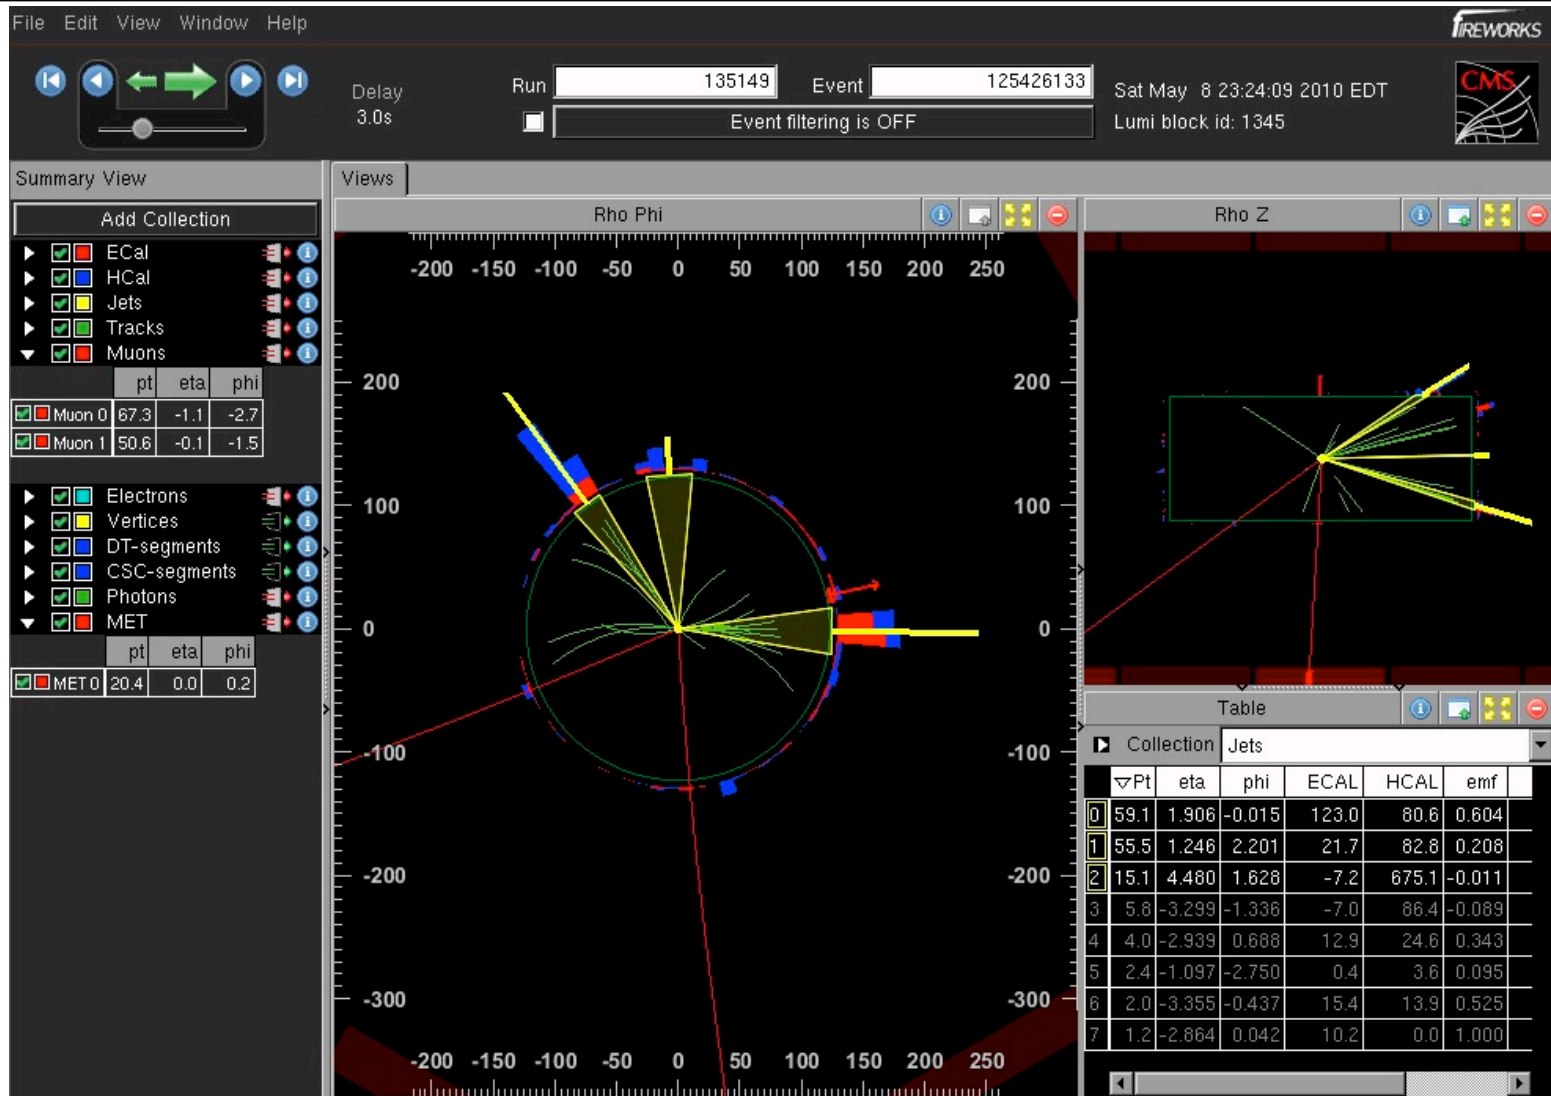 File Edit View Window Help
FIREWORKS
Delay
3.0s
Run 135149 Event 125426133
Event filtering is OFF
Sat May 8 23:24:09 2010 EDT
Lumi block id: 1345
CMS
Summary View
Add Collection
ECal
HCal
Jets
Tracks
Muons
pt eta phi
Muon 0 67.3 -1.1 -2.7
Muon 1 50.6 -0.1 -1.5
Electrons
Vertices
DT-segments
CSC-segments
Photons
MET
pt eta phi
MET 0 20.4 0.0 0.2
Views
Rho Phi
-200 -150 -100 -50 0 50 100 150 200 250
200 200
100 100
0 0
-100 -100
-200 -200
-300 -300
-200 -150 -100 -50 0 50 100 150 200 250
Rho Z
Table
Collection Jets
Pt eta phi ECAL HCAL emf
0 59.1 1.906 -0.015 123.0 80.6 0.604
1 55.5 1.246 2.201 21.7 82.8 0.208
2 15.1 4.480 1.628 -7.2 675.1 -0.011
3 5.8 -3.299 -1.336 -7.0 86.4 -0.089
4 4.0 -2.939 0.688 12.9 24.6 0.343
5 2.4 -1.097 -2.750 0.4 3.6 0.095
6 2.0 -3.355 -0.437 15.4 13.9 0.525
7 1.2 -2.864 0.042 10.2 0.0 1.000